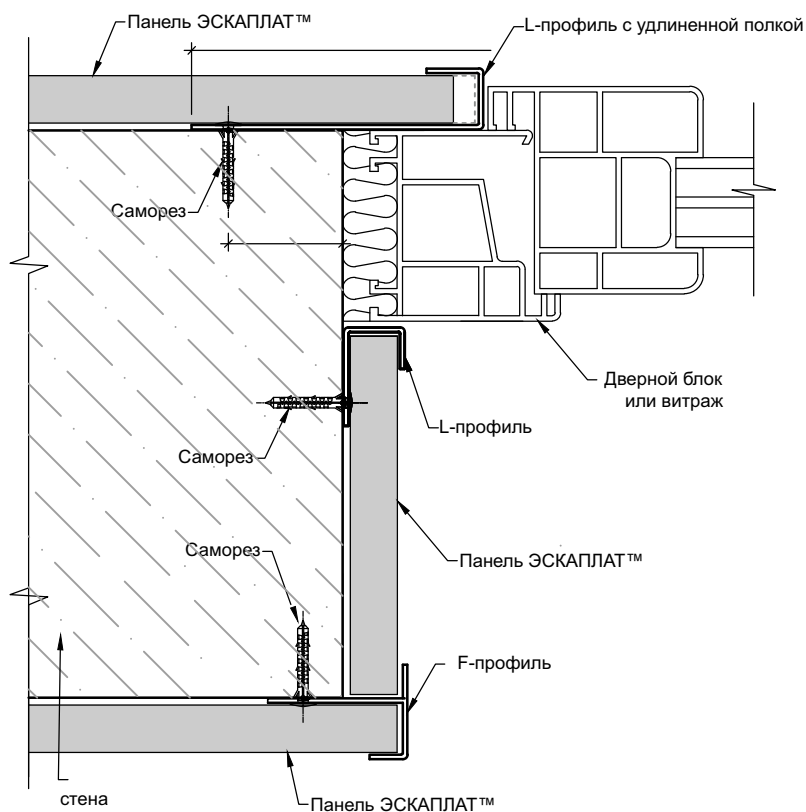 Панель ЭСКАПЛАТ™
L-профиль с удлиненной полкой
Саморез
Дверной блок
или витраж
L-профиль
Саморез
Саморез
Панель ЭСКАПЛАТ™
F-профиль
стена
Панель ЭСКАПЛАТ™